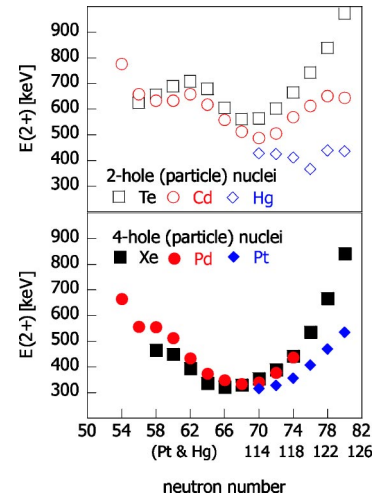 900
800
700
600
500
400
300
E(2+) [keV]
2-hole (particle) nuclei
Te Cd Hg
900
800
700
600
500
400
300
E(2+) [keV]
4-hole (particle) nuclei
Xe Pd Pt
50 54 58 62 66 70 74 78 82
(Pt & Hg) 114 118 122 126
neutron number